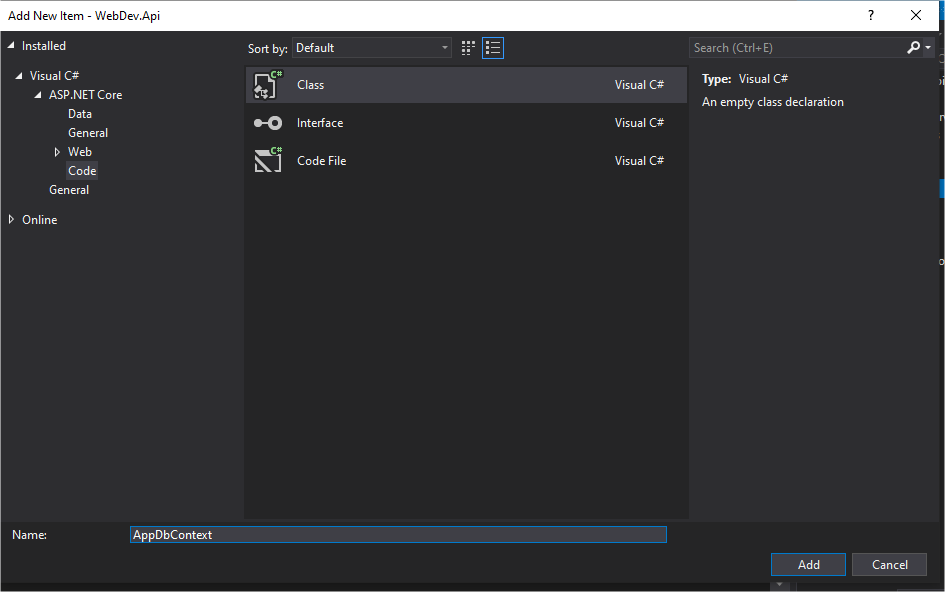 Add New Item - WebDev.Api ?
Installed
Sort by: Default
Search (Ctrl+E)
Visual C#
ASP.NET Core
Data
General
Web
Code
General
Online
C# Class Visual C#
Interface Visual C#
C# Code File Visual C#
Type: Visual C#
An empty class declaration
Name: AppDbContext
Add Cancel